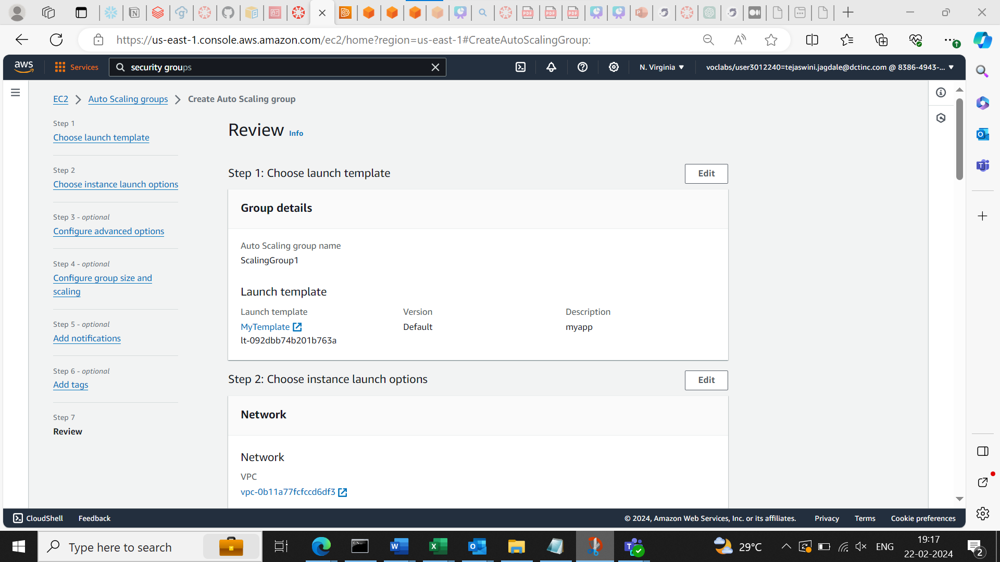 https://us-east-1.console.aws.amazon.com/ec2/home?region=us-east-1#CreateAutoScalingGroup:
aws
Services
security groups
N. Virginia
voclabs/user3012240=tejaswini.jagdale@dctinc.com @ 8386-4943-...
EC2
Auto Scaling groups
Create Auto Scaling group
Step 1
Choose launch template
Step 2
Choose instance launch options
Step 3 - optional
Configure advanced options
Step 4 - optional
Configure group size and
scaling
Step 5 - optional
Add notifications
Step 6 - optional
Add tags
Step 7
Review
Review Info
Step 1: Choose launch template
Edit
Group details
Auto Scaling group name
ScalingGroup1
Launch template
Launch template
Version
Description
MyTemplate
Default
myapp
lt-092dbb74b201b763a
Step 2: Choose instance launch options
Edit
Network
Network
VPC
vpc-0b11a77fcfccd6df3
CloudShell
Feedback
© 2024, Amazon Web Services, Inc. or its affiliates.
Privacy
Terms
Cookie preferences
Type here to search
29°C
ENG
19:17
22-02-2024
2